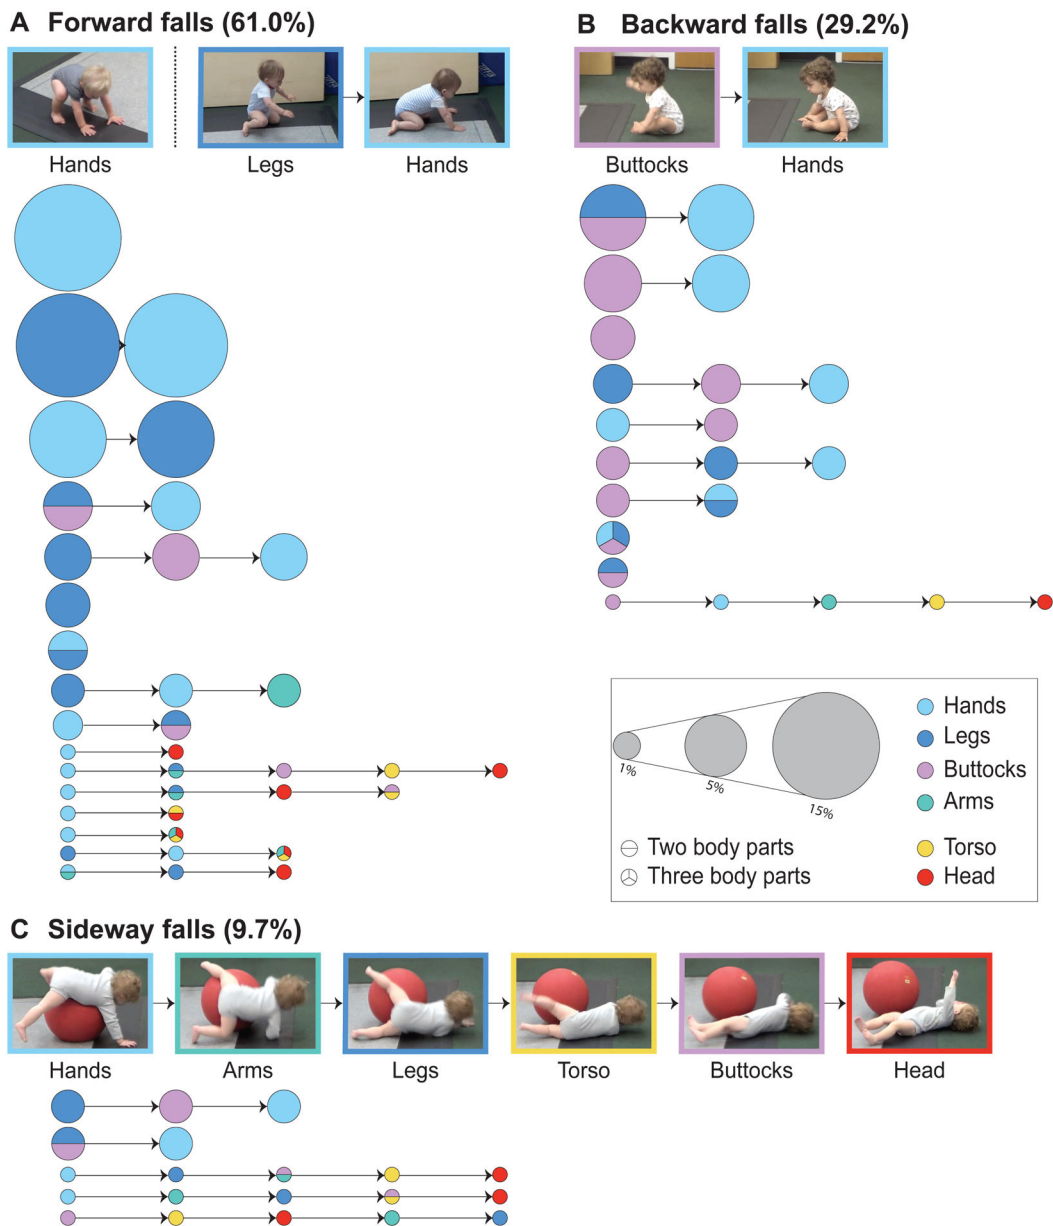 A Forward falls (61.0%)
Hands
Legs
Hands
B Backward falls (29.2%)
Buttocks
Hands
1%
5%
15%
Two body parts
Three body parts
Hands
Legs
Buttocks
Arms
Torso
Head
C Sideway falls (9.7%)
Hands
Arms
Legs
Torso
Buttocks
Head